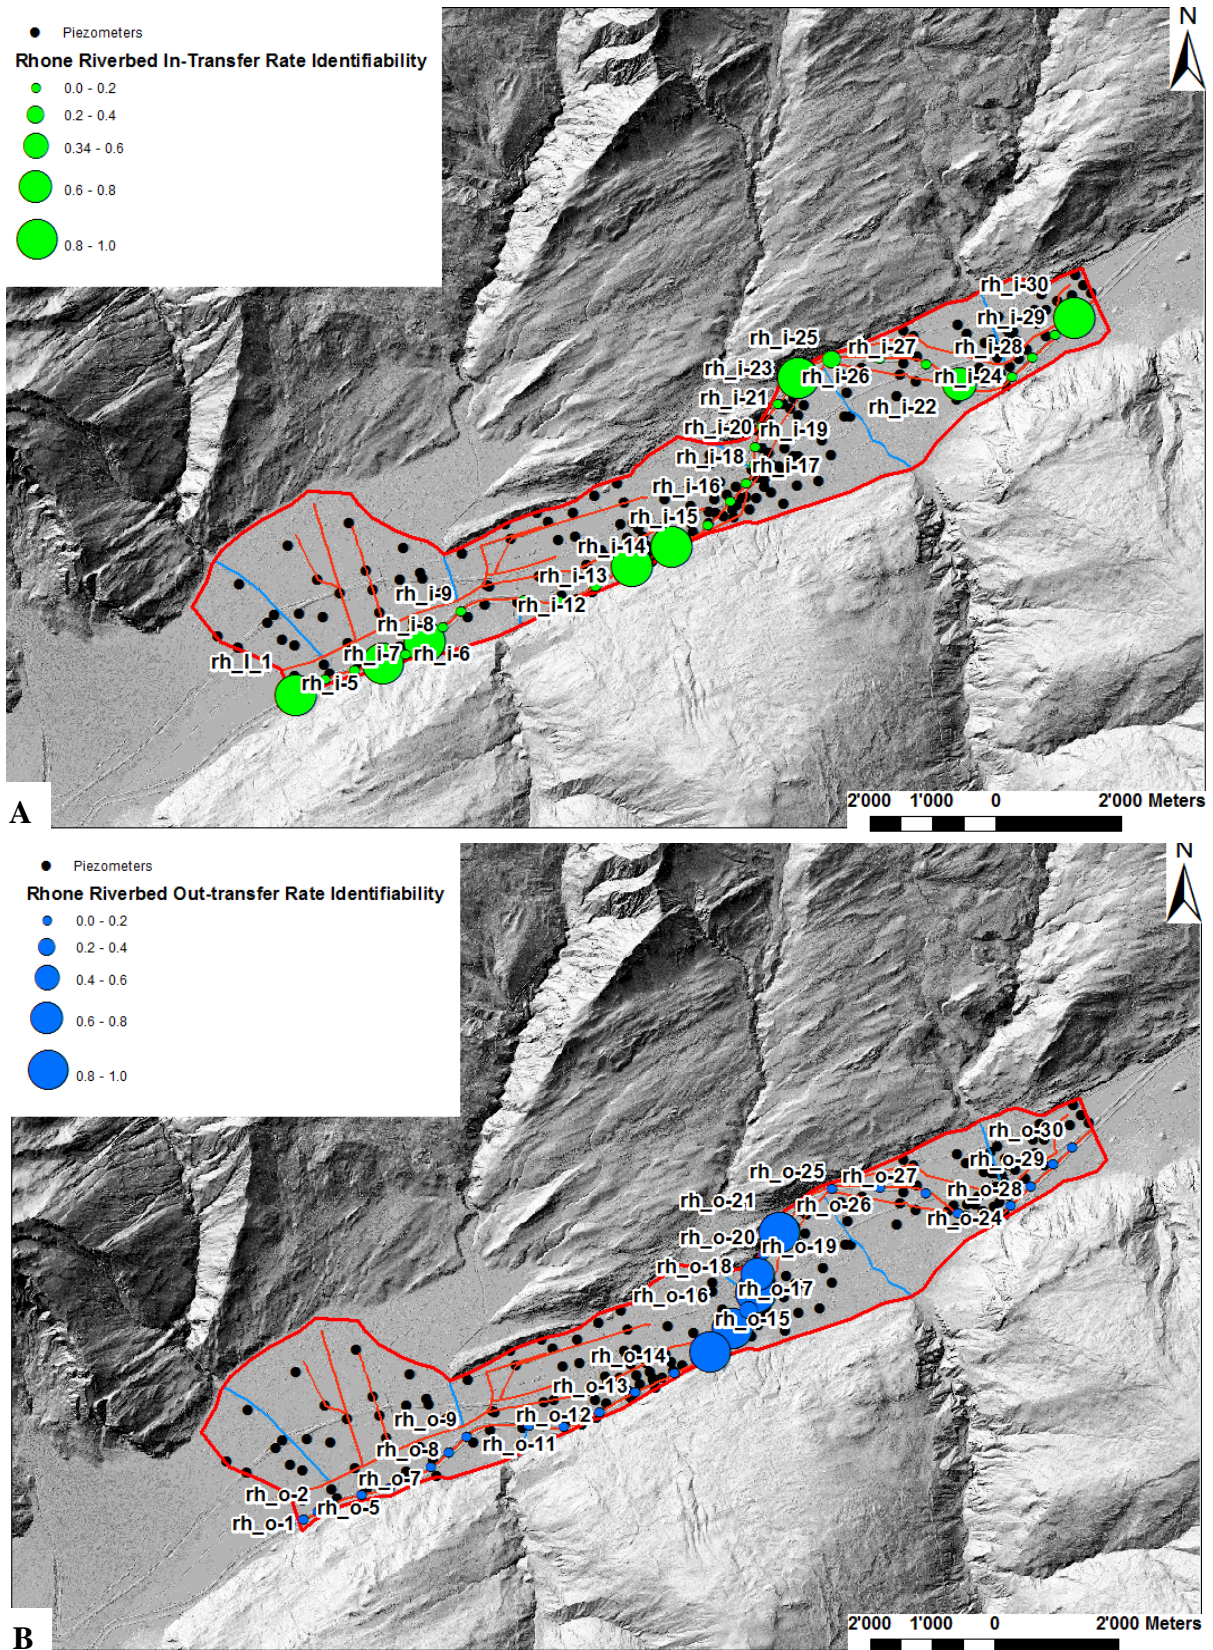 N
Piezometers
Rhone Riverbed In-Transfer Rate Identifiability
0.0 - 0.2
0.2 - 0.4
0.34 - 0.6
0.6 - 0.8
0.8 - 1.0
rh_i-30
rh_i-29
rh_i-25
rh_i-27
rh_i-28
rh_i-23
rh_i-26
rh_i-24
rh_i-21
rh_i-22
rh_i-20
rh_i-19
rh_i-18
rh_i-17
rh_i-16
rh_i-15
rh_i-14
rh_i-13
rh_i-9
rh_i-12
rh_i-8
rh_i-7
rh_i-6
rh_I_1
rh_i-5
A
2'000 1'000 0 2'000 Meters
N
Piezometers
Rhone Riverbed Out-transfer Rate Identifiability
0.0 - 0.2
0.2 - 0.4
0.4 - 0.6
0.6 - 0.8
0.8 - 1.0
rh_o-30
rh_o-29
rh_o-25
rh_o-27
rh_o-28
rh_o-21
rh_o-26
rh_o-24
rh_o-20
rh_o-19
rh_o-18
rh_o-17
rh_o-16
rh_o-15
rh_o-14
rh_o-13
rh_o-9
rh_o-12
rh_o-8
rh_o-11
rh_o-7
rh_o-2
rh_o-5
rh_o-1
B
2'000 1'000 0 2'000 Meters